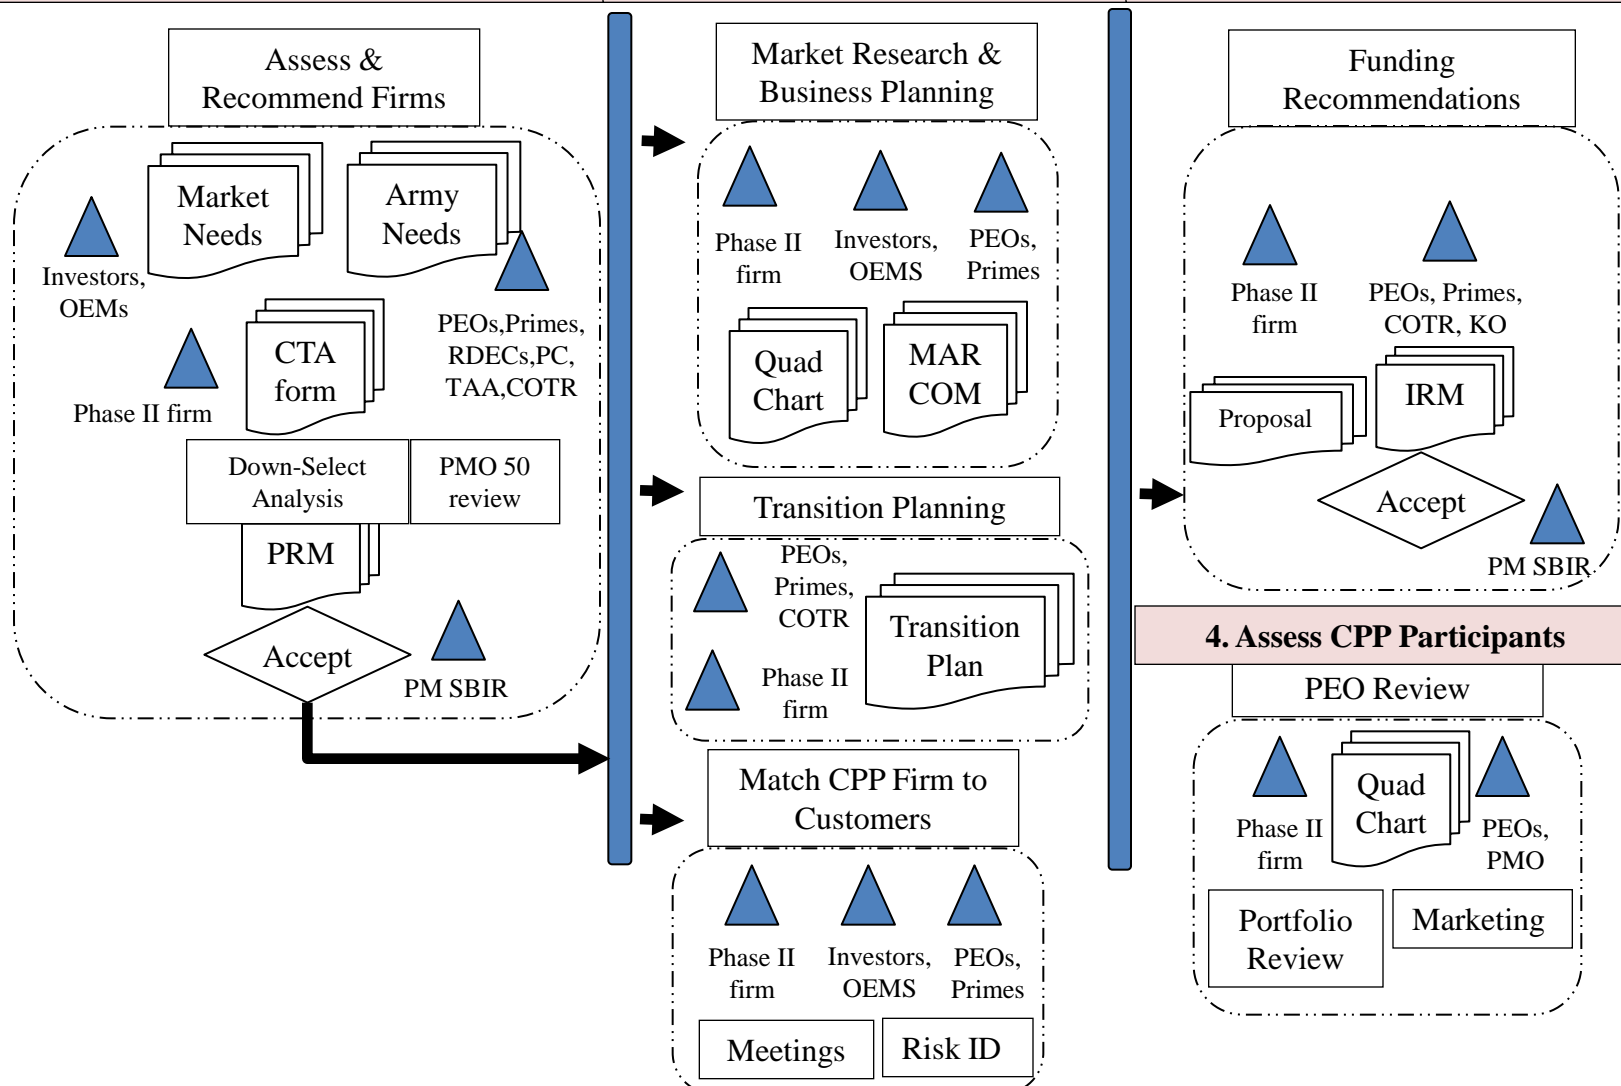 Assess &
Recommend Firms
Market
Needs
Army
Needs
Investors,
OEMs
CTA
form
PEOs,Primes,
RDECs,PC,
TAA,COTR
Phase II firm
Down-Select
Analysis
PMO 50
review
PRM
Accept
PM SBIR
Market Research &
Business Planning
Phase II
firm
Investors,
OEMS
PEOs,
Primes
Quad
Chart
MAR
COM
Transition Planning
PEOs,
Primes,
COTR
Phase II
firm
Transition
Plan
Match CPP Firm to
Customers
Phase II
firm
Investors,
OEMS
PEOs,
Primes
Meetings
Risk ID
Funding
Recommendations
Phase II
firm
PEOs, Primes,
COTR, KO
Proposal
IRM
Accept
PM SBIR
4. Assess CPP Participants
PEO Review
Phase II
firm
Quad
Chart
PEOs,
PMO
Portfolio
Review
Marketing